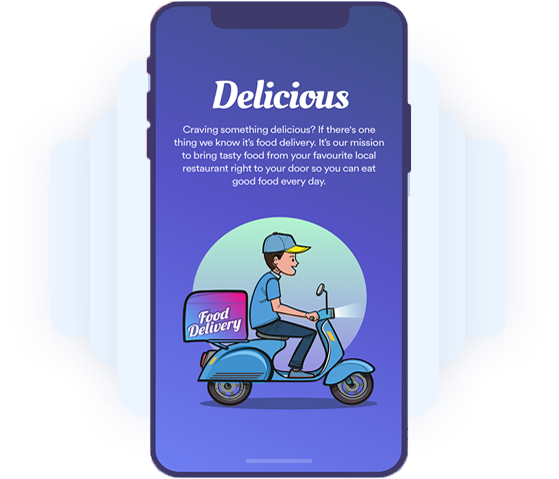 Delicious
Craving something delicious? If there's one
thing we know it's food delivery. It's our mission
to bring tasty food from your favourite local
restaurant right to your door so you can eat
good food every day.
Food
Delivery